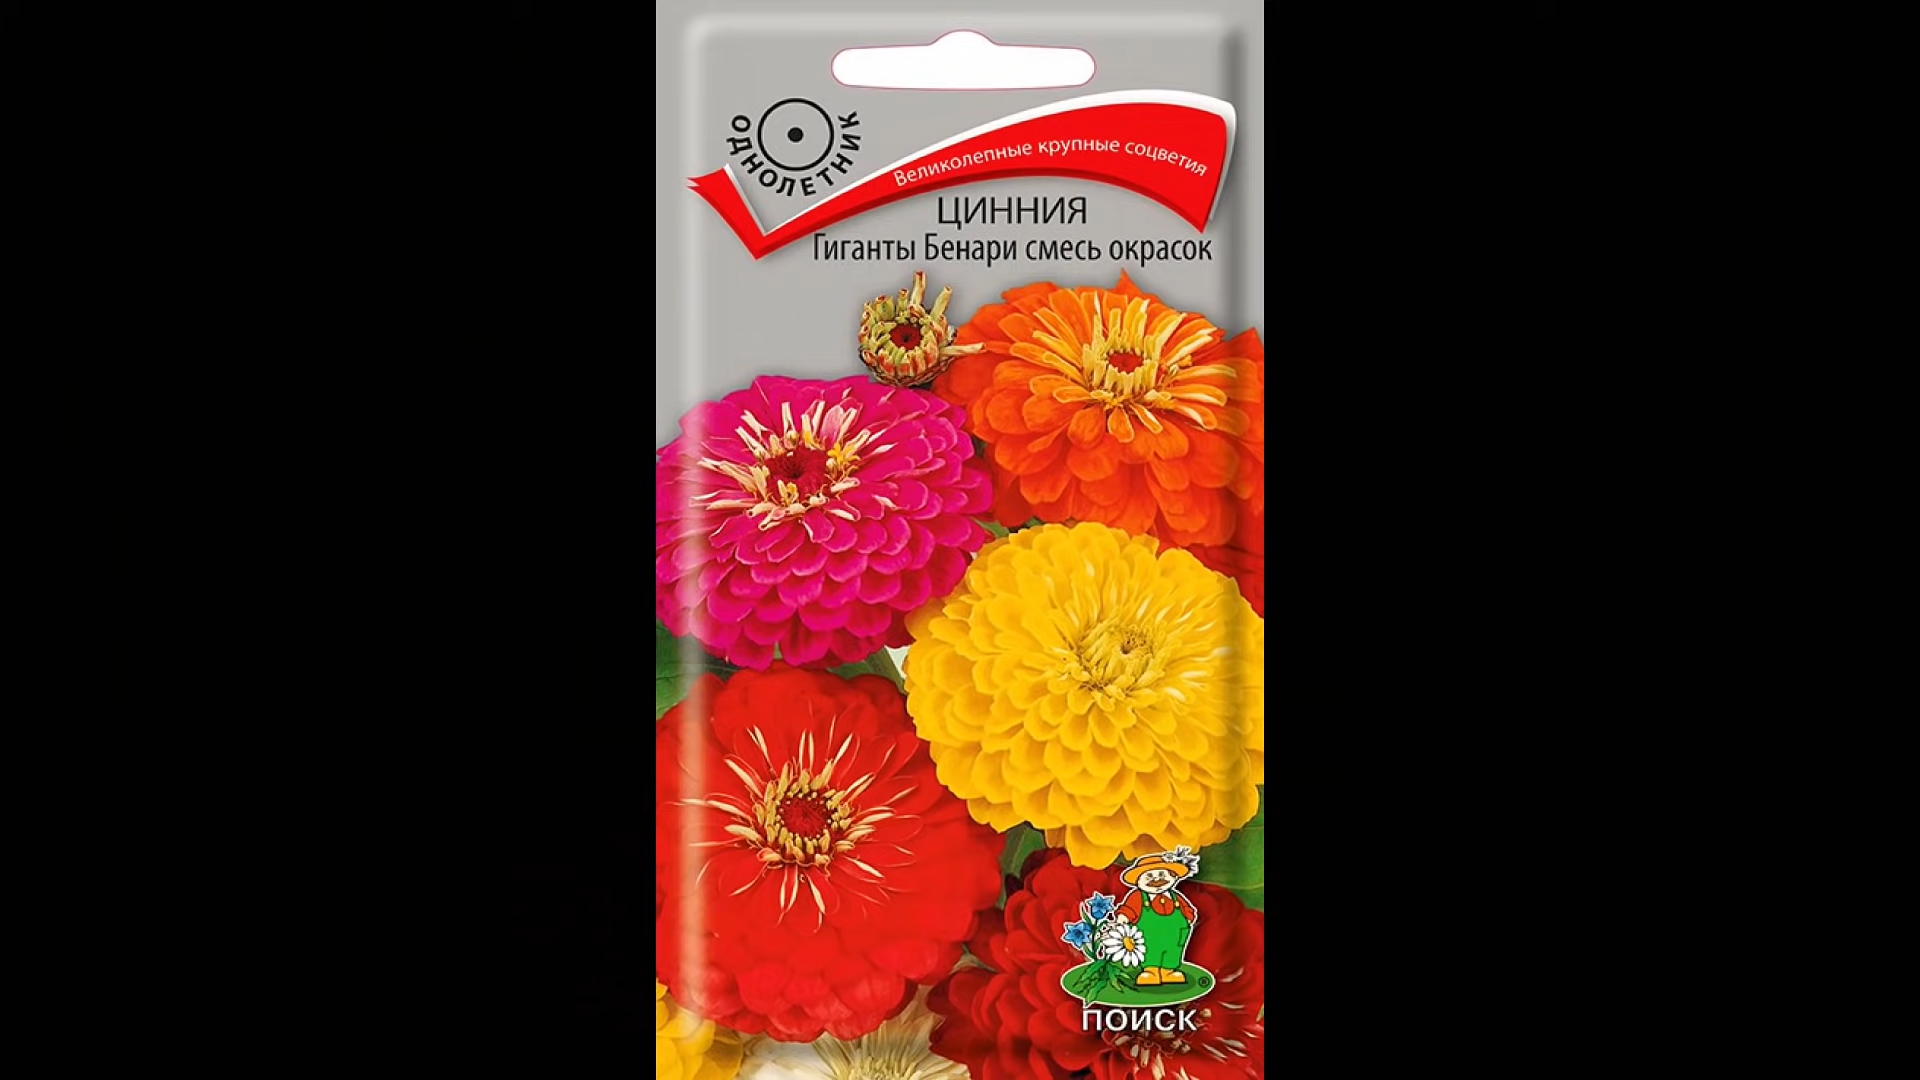 ОДНОЛЕТНИК
Великолепные крупные соцветия
ЦИННИЯ
Гиганты Бенари смесь окрасок
®
ПОИСК